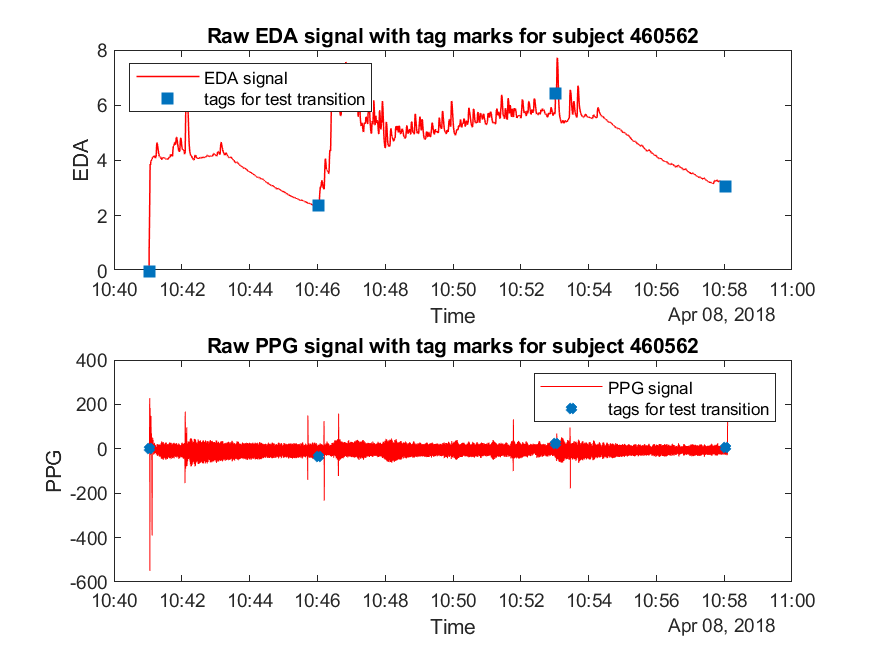 Raw EDA signal with tag marks for subject 460562
8
6
4
2
0
EDA
EDA signal
tags for test transition
10:40 10:42 10:44 10:46 10:48 10:50 10:52 10:54 10:56 10:58 11:00
Time
Apr 08, 2018
Raw PPG signal with tag marks for subject 460562
400
200
0
-200
-400
-600
PPG
PPG signal
tags for test transition
10:40 10:42 10:44 10:46 10:48 10:50 10:52 10:54 10:56 10:58 11:00
Time
Apr 08, 2018